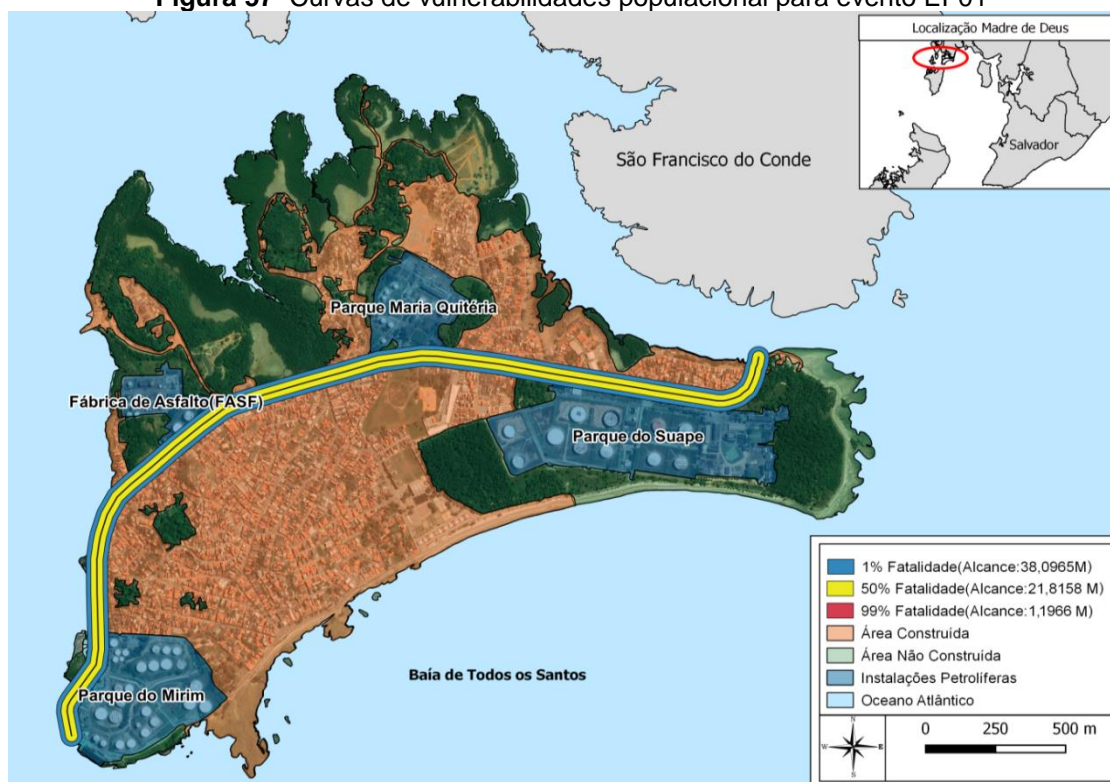 Figura 37- Curvas de vulnerabilidades populacional para evento LP01
Localização Madre de Deus
Salvador
São Francisco do Conde
Parque Maria Quitéria
Fábrica de Asfalto(FASF)
Parque do Suape
Parque do Mirim
Baía de Todos os Santos
1% Fatalidade(Alcance:38,0965M)
50% Fatalidade(Alcance:21,8158 M)
99% Fatalidade(Alcance:1,1966 M)
Área Construída
Área Não Construída
Instalações Petrolíferas
Oceano Atlântico
N
W E
S
0 250 500 m